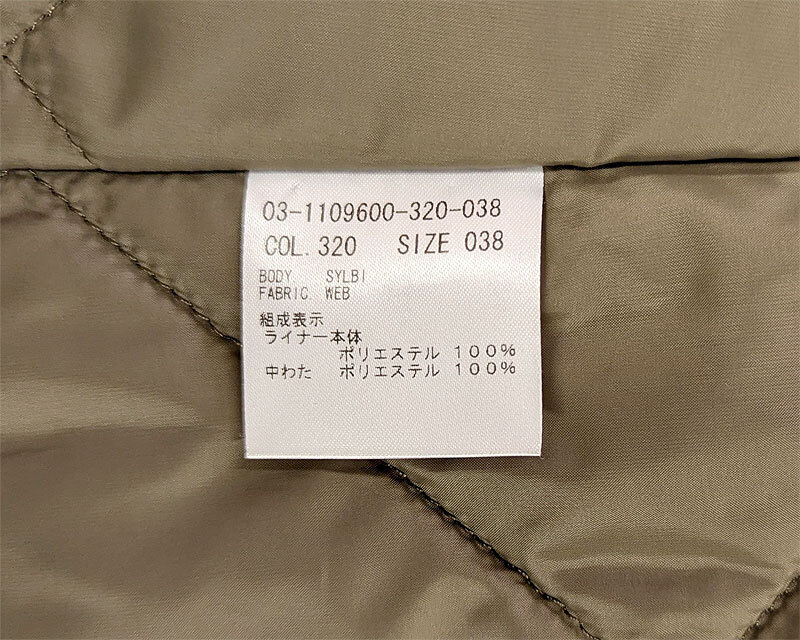 03-1109600-320-038
COL. 320 SIZE 038
BODY SYLBI
FABRIC WEB
組成表示
ライナー本体
ポリエステル 100%
中わた ポリエステル 100%